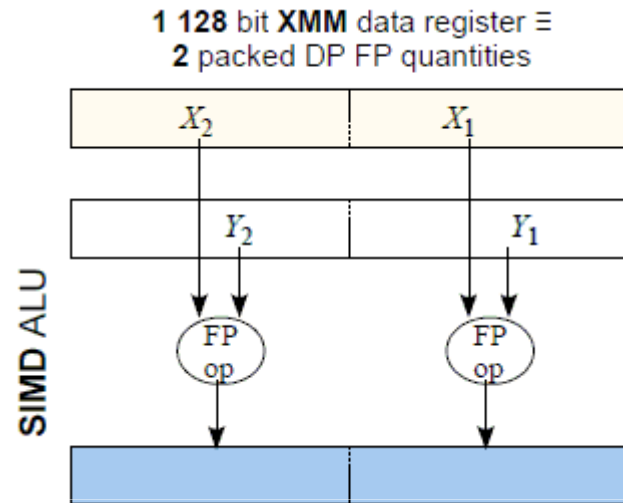 1 128 bit XMM data register ≡
2 packed DP FP quantities
X₂ X₁
Y₂ Y₁
SIMD ALU
FP FP
op op